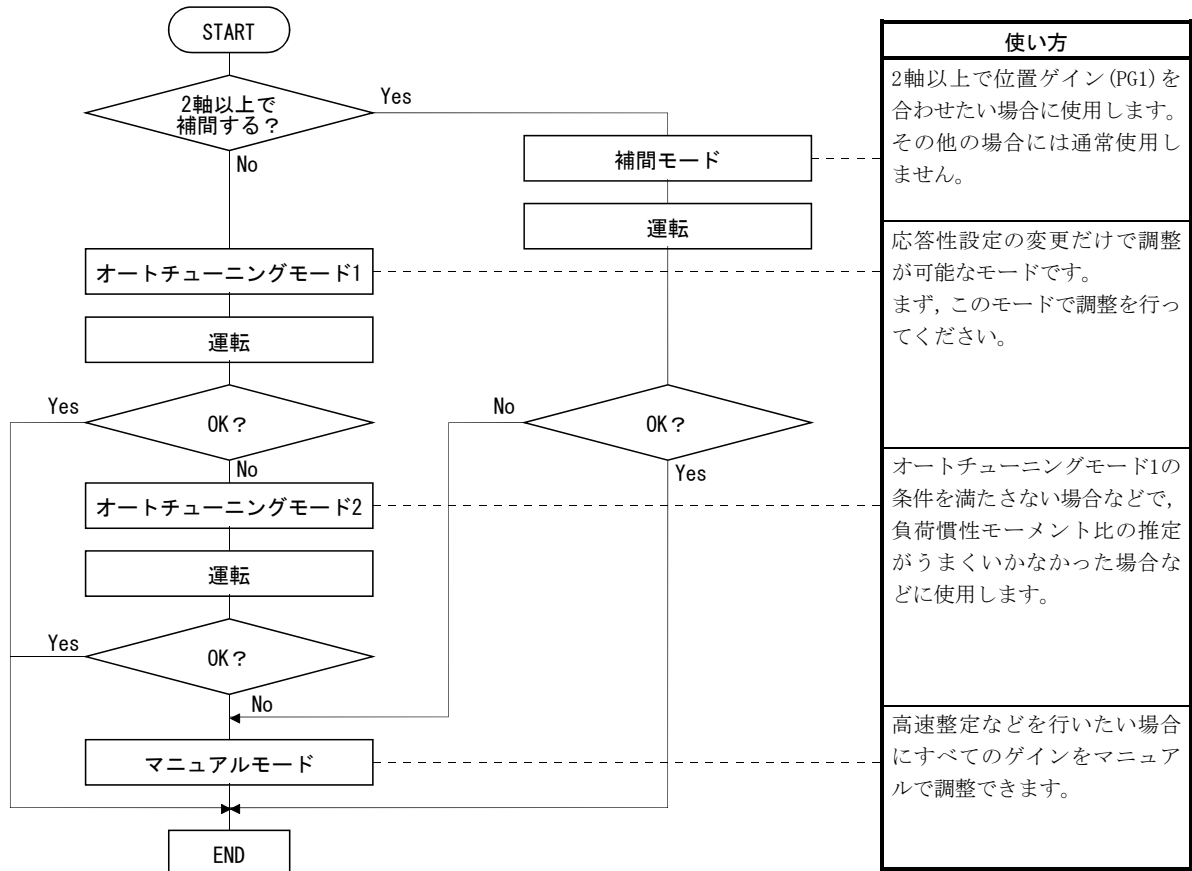 START
2軸以上で
補間する？
Yes
No
補間モード
運転
オートチューニングモード1
運転
Yes
OK？
No
No
OK？
Yes
オートチューニングモード2
運転
Yes
OK？
No
マニュアルモード
END
使い方
2軸以上で位置ゲイン(PG1)を
合わせたい場合に使用します。
その他の場合には通常使用し
ません。
応答性設定の変更だけで調整
が可能なモードです。
まず,このモードで調整を行っ
てください。
オートチューニングモード1の
条件を満たさない場合などで,
負荷慣性モーメント比の推定
がうまくいかなかった場合な
どに使用します。
高速整定などを行いたい場合
にすべてのゲインをマニュア
ルで調整できます。